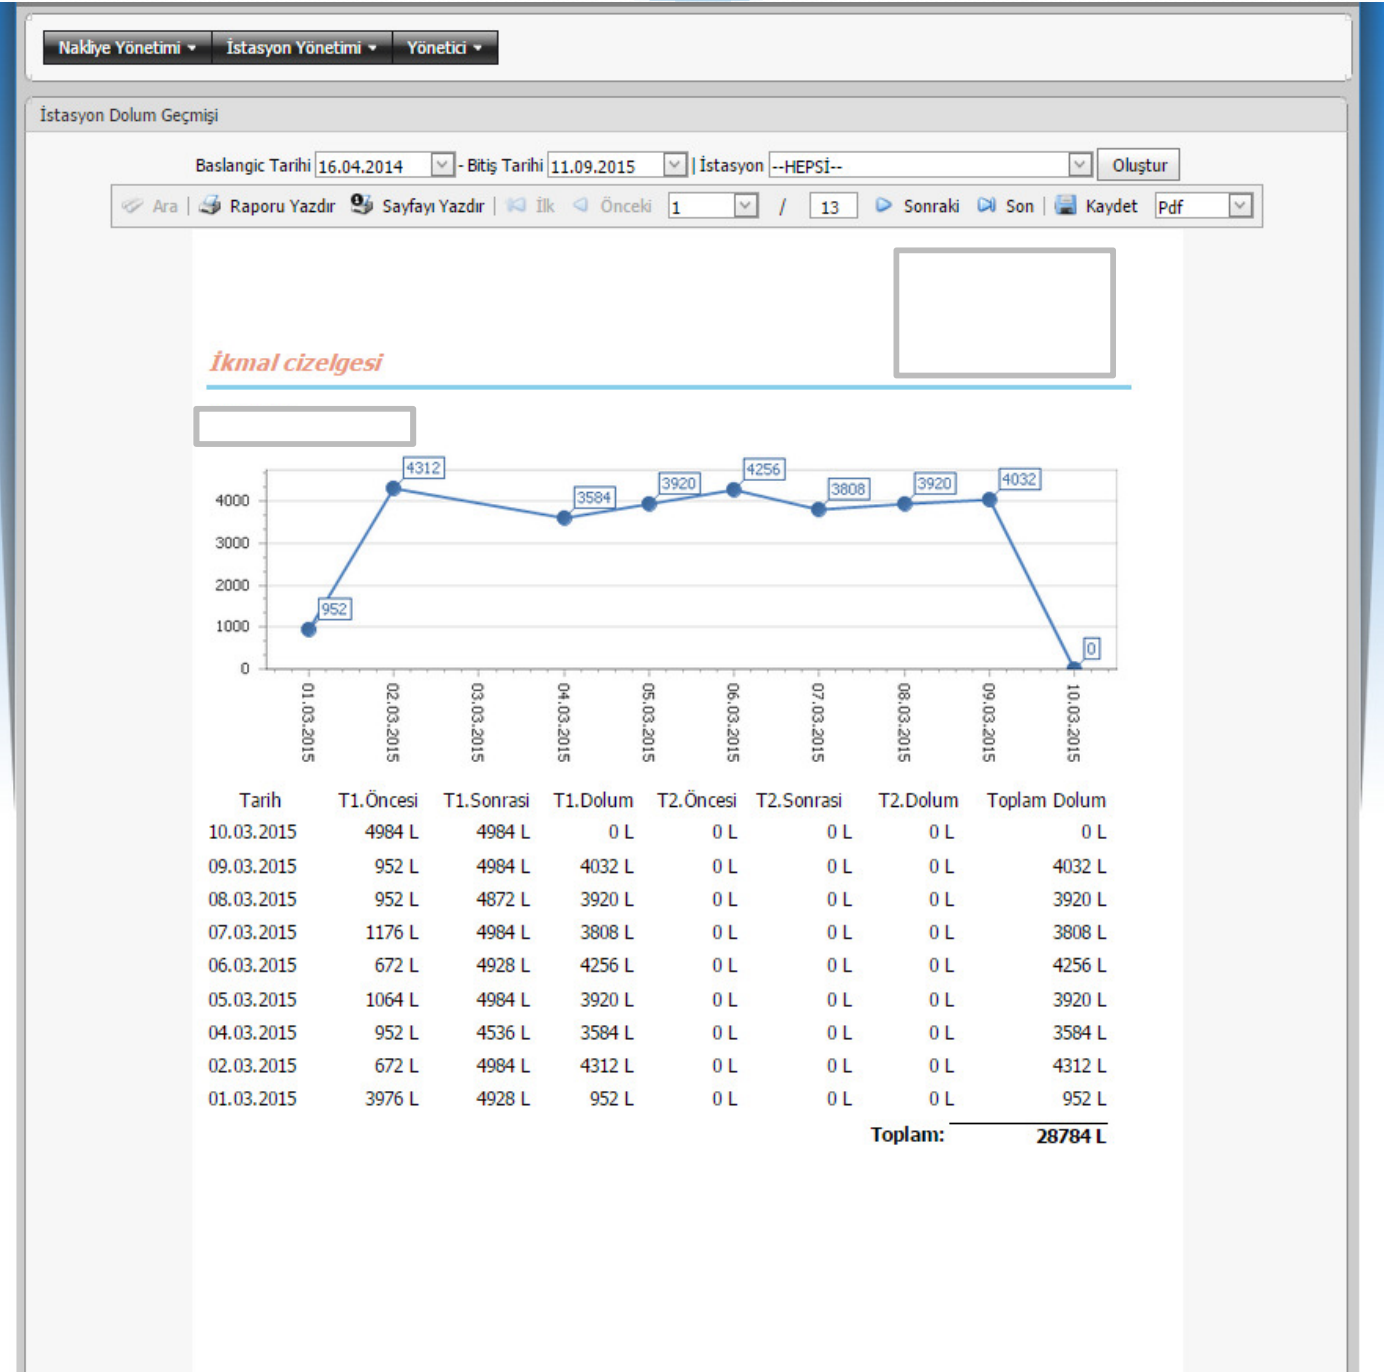 Nakliye Yönetimi İstasyon Yönetimi Yönetici
İstasyon Dolum Geçmişi
Baslangic Tarihi 16.04.2014 - Bitiş Tarihi 11.09.2015 | İstasyon --HEPSİ-- Oluştur
Ara | Raporu Yazdır Sayfayı Yazdır | İlk Önceki 1 / 13 Sonraki Son | Kaydet Pdf
İkmal cizelgesi
4312
3584
3920
4256
3808
3920
4032
952
0
4000
3000
2000
1000
0
01.03.2015
02.03.2015
03.03.2015
04.03.2015
05.03.2015
06.03.2015
07.03.2015
08.03.2015
09.03.2015
10.03.2015
Tarih T1.Öncesi T1.Sonrasi T1.Dolum T2.Öncesi T2.Sonrasi T2.Dolum Toplam Dolum
10.03.2015 4984 L 4984 L 0 L 0 L 0 L 0 L 0 L
09.03.2015 952 L 4984 L 4032 L 0 L 0 L 0 L 4032 L
08.03.2015 952 L 4872 L 3920 L 0 L 0 L 0 L 3920 L
07.03.2015 1176 L 4984 L 3808 L 0 L 0 L 0 L 3808 L
06.03.2015 672 L 4928 L 4256 L 0 L 0 L 0 L 4256 L
05.03.2015 1064 L 4984 L 3920 L 0 L 0 L 0 L 3920 L
04.03.2015 952 L 4536 L 3584 L 0 L 0 L 0 L 3584 L
02.03.2015 672 L 4984 L 4312 L 0 L 0 L 0 L 4312 L
01.03.2015 3976 L 4928 L 952 L 0 L 0 L 0 L 952 L
Toplam: 28784 L